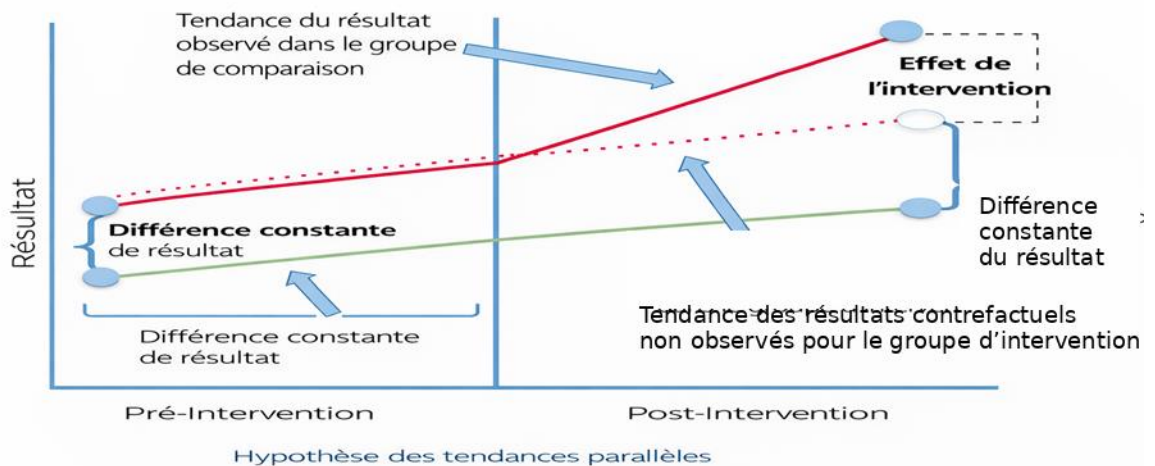 Tendance du résultat
observé dans le groupe
de comparaison
Effet de
l'intervention
Résultat
Différence constante
de résultat
Différence
constante
du résultat
Différence constante
de résultat
Tendance des résultats contrefactuels
non observés pour le groupe d'intervention
Pré-Intervention
Post-Intervention
Hypothèse des tendances parallèles